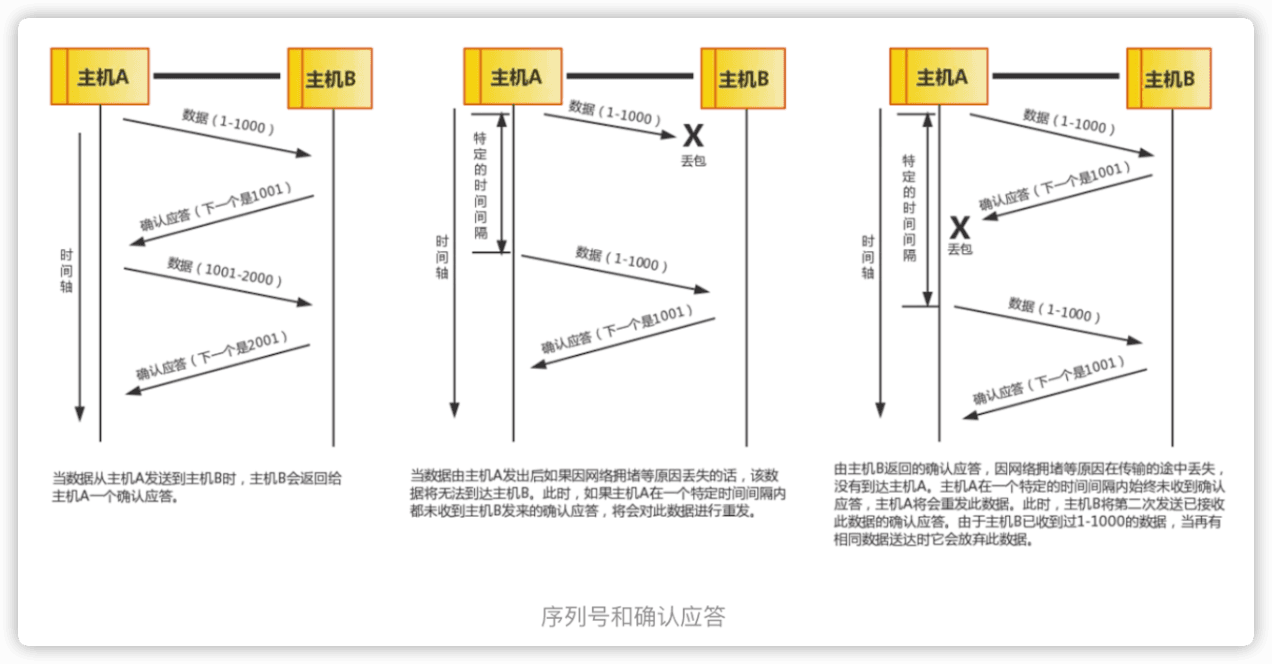 主机A
主机B
数据（1-1000）
确认应答（下一个是1001）
数据（1001-2000）
确认应答（下一个是2001）
时间轴
当数据从主机A发送到主机B时，主机B会返回给
主机A一个确认应答。
主机A
主机B
数据（1-1000）
X
丢包
特定的时间间隔
数据（1-1000）
确认应答（下一个是1001）
时间轴
当数据由主机A发出后如果因网络拥堵等原因丢失的话，该数
据将无法到达主机B。此时，如果主机A在一个特定时间间隔内
都未收到主机B发来的确认应答，将会对此数据进行重发。
主机A
主机B
数据（1-1000）
确认应答（下一个是1001）
X
丢包
特定的时间间隔
数据（1-1000）
确认应答（下一个是1001）
时间轴
由主机B返回的确认应答，因网络拥堵等原因在传输的途中丢失，
没有到达主机A。主机A在一个特定的时间间隔内始终未收到确认
应答，主机A将会重发此数据。此时，主机B将第二次发送已接收
此数据的确认应答。由于主机B已收到过1-1000的数据，当再有
相同数据送达时它会放弃此数据。
序列号和确认应答